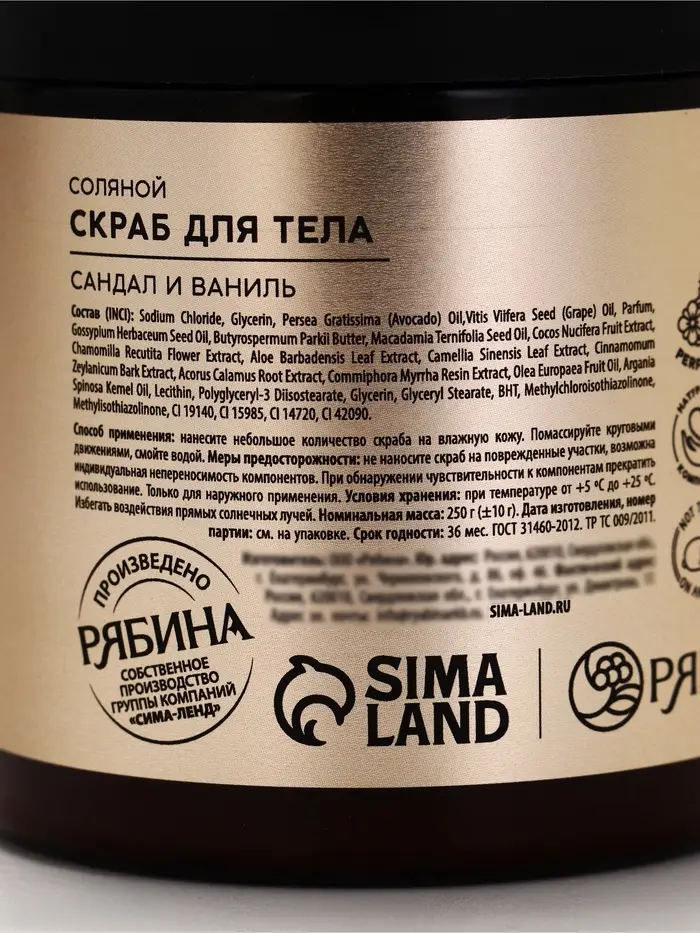 СОЛЯНОЙ
СКРАБ ДЛЯ ТЕЛА
САНДАЛ И ВАНИЛЬ
Состав (INCI): Sodium Chloride, Glycerin, Persea Gratissima (Avocado) Oil,Vitis Vilfera Seed (Grape) Oil, Parfum,
Gossypium Herbaceum Seed Oil, Butyrospermum Parkii Butter, Macadamia Ternifolia Seed Oil, Cocos Nucifera Fruit Extract,
Chamomilla Recutita Flower Extract, Aloe Barbadensis Leaf Extract, Camellia Sinensis Leaf Extract, Cinnamomum
Zeylanicum Bark Extract, Acorus Calamus Root Extract, Commiphora Myrrha Resin Extract, Olea Europaea Fruit Oil, Argania
Spinosa Kernel Oil, Lecithin, Polyglyceryl-3 Diisostearate, Glycerin, Glyceryl Stearate, BHT, Methylchloroisothiazolinone,
Methylisothiazolinone, CI 19140, CI 15985, CI 14720, CI 42090.
Способ применения: нанесите небольшое количество скраба на влажную кожу. Помассируйте круговыми
движениями, смойте водой. Меры предосторожности: не наносите скраб на поврежденные участки, возможна
индивидуальная непереносимость компонентов. При обнаружении чувствительности к компонентам прекратить
использование. Только для наружного применения. Условия хранения: при температуре от +5 °C до +25 °C.
Избегать воздействия прямых солнечных лучей. Номинальная масса: 250 г (±10 г). Дата изготовления, номер
партии: см. на упаковке. Срок годности: 36 мес. ГОСТ 31460-2012. ТР ТС 009/2011.
SIMA-LAND.RU
ПРОИЗВЕДЕНО
РЯБИНА
СОБСТВЕННОЕ
ПРОИЗВОДСТВО
ГРУППЫ КОМПАНИЙ
«СИМА-ЛЕНД»
SIMA
LAND